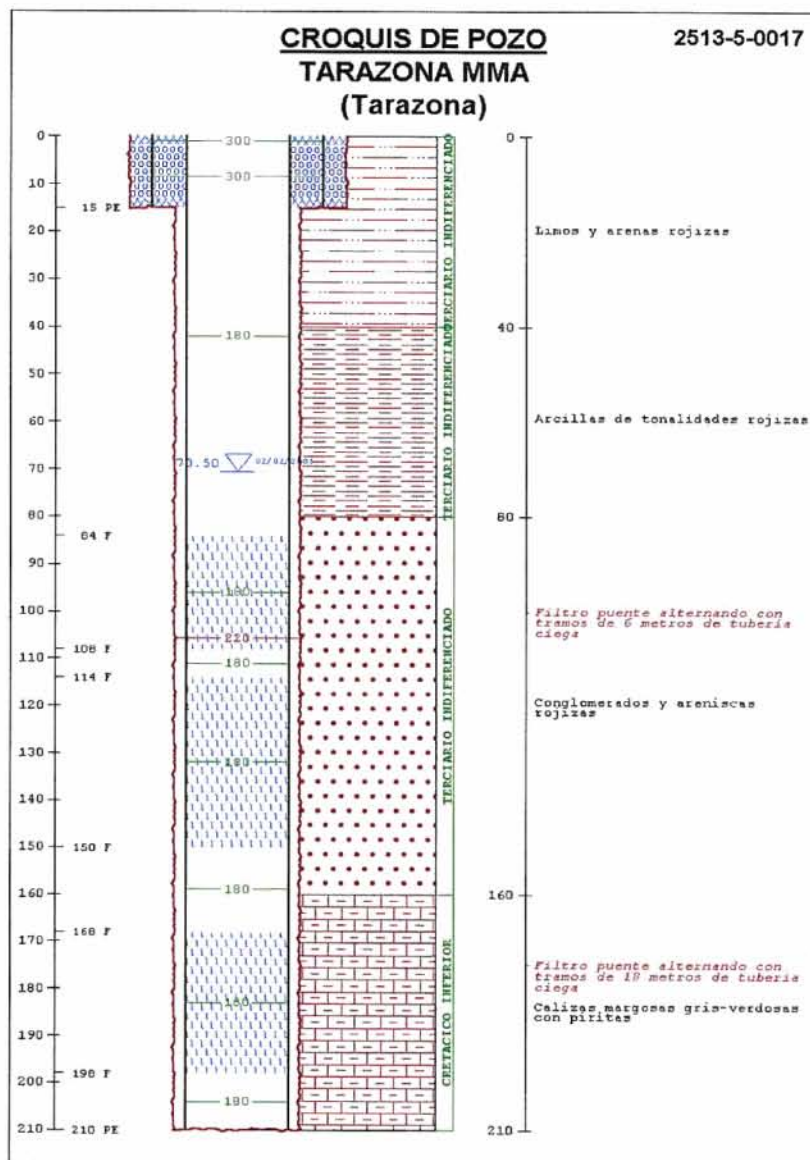 CROQUIS DE POZO
2513-5-0017
TARAZONA MMA
(Tarazona)
0
10
15 PE
20
30
40
50
60
70
80
84 F
90
100
108 F
110
114 F
120
130
140
150 F
150
160
168 F
170
180
190
198 F
200
210
210 PE
300
300
180
70.50
180
220
180
180
180
180
180
TERCIARIO INDIFERENCIADO
TERCIARIO INDIFERENCIADO
TERCIARIO INDIFERENCIADO
CRETACICO INFERIOR
0
Limos y arenas rojizas
40
Arcillas de tonalidades rojizas
80
Filtro puente alternando con
tramos de 6 metros de tuberia
ciega
Conglomerados y areniscas
rojizas
160
Filtro puente alternando con
tramos de 18 metros de tuberia
ciega
Calizas margosas gris-verdosas
con piritas
210